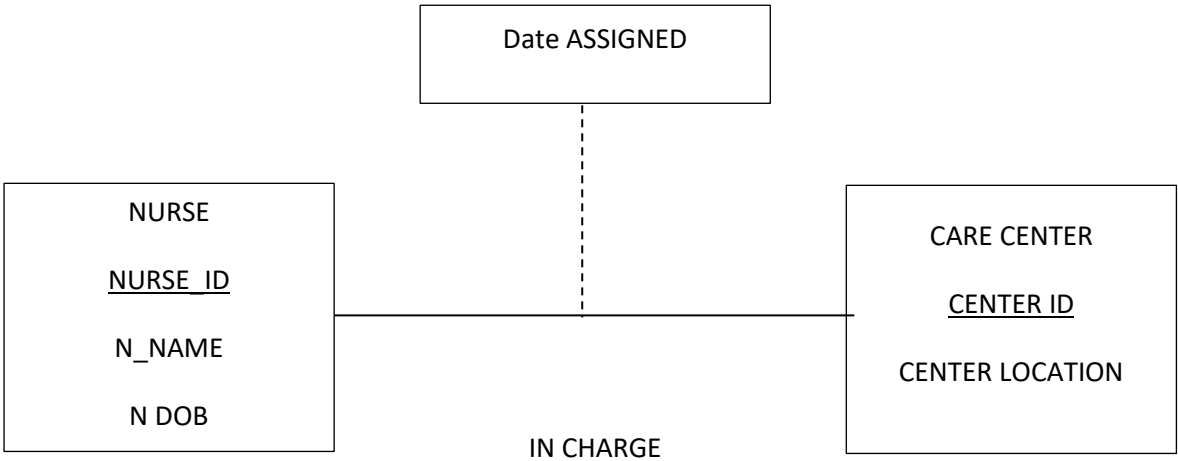 Date ASSIGNED
NURSE
NURSE_ID
N_NAME
N DOB
CARE CENTER
CENTER ID
CENTER LOCATION
IN CHARGE